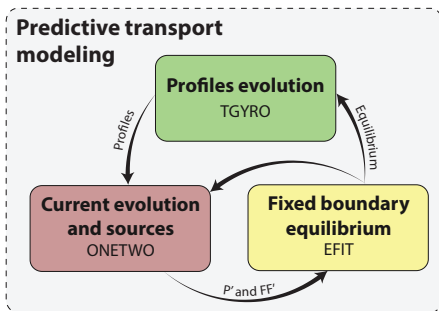 Predictive transport
modeling
Profiles evolution
TGYRO
Profiles
Equilibrium
Current evolution
and sources
ONETWO
Fixed boundary
equilibrium
EFIT
P' and FF'